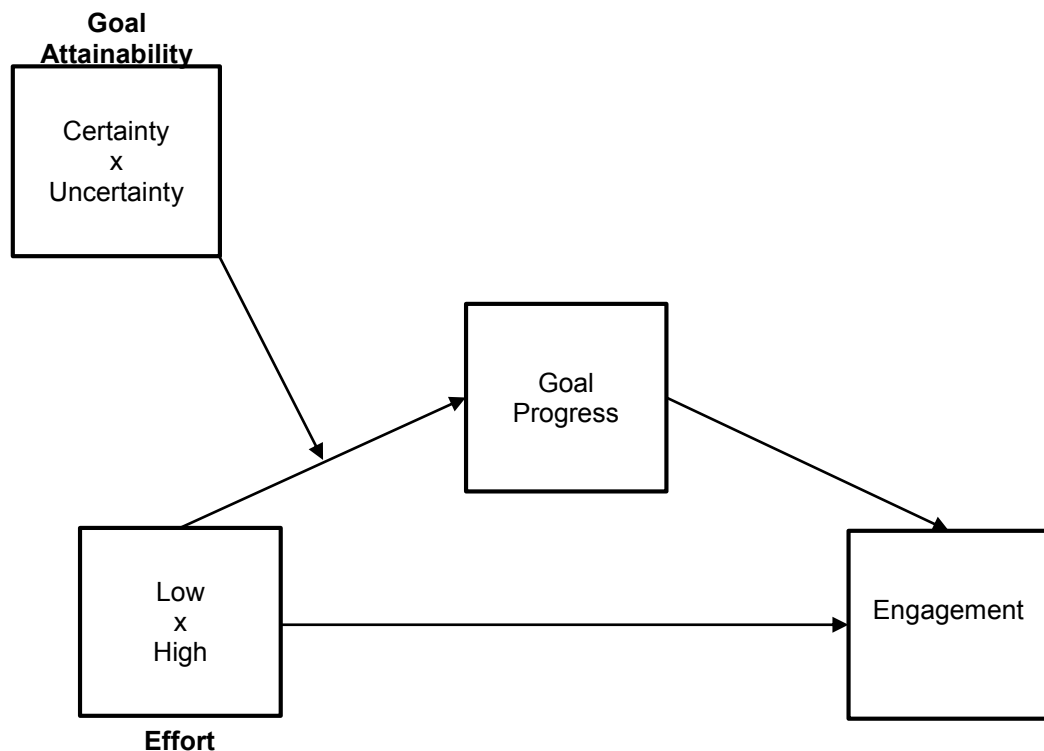 Goal
Attainability
Certainty
x
Uncertainty
Goal
Progress
Low
x
High
Engagement
Effort